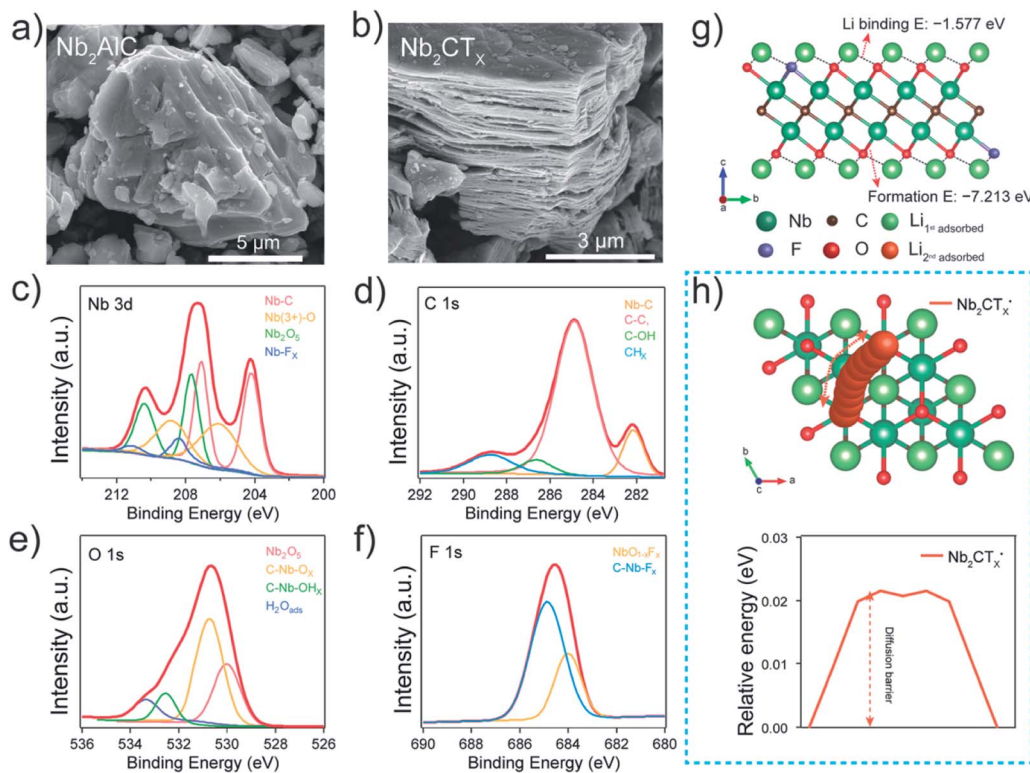 a)
Nb₂AlC
5 µm
b)
Nb₂CTₓ
3 µm
g)
Li binding E: −1.577 eV
Formation E: −7.213 eV
c
a
b
Nb
C
Li₁ˢᵗ adsorbed
F
O
Li₂ⁿᵈ adsorbed
c)
Nb 3d
Nb-C
Nb(3+)-O
Nb₂O₅
Nb-Fₓ
Intensity (a.u.)
212 208 204 200
Binding Energy (eV)
d)
C 1s
Nb-C
C-C,
C-OH
CHₓ
Intensity (a.u.)
292 290 288 286 284 282
Binding Energy (eV)
h)
Nb₂CTₓ˙
b
c
a
e)
O 1s
Nb₂O₅
C-Nb-Oₓ
C-Nb-OHₓ
H₂Oads
Intensity (a.u.)
536 534 532 530 528 526
Binding Energy (eV)
f)
F 1s
NbO₁₋ₓFₓ
C-Nb-Fₓ
Intensity (a.u.)
690 688 686 684 682 680
Binding Energy (eV)
0.03
0.02
0.01
0.00
Relative energy (eV)
Nb₂CTₓ˙
Diffusion barrier